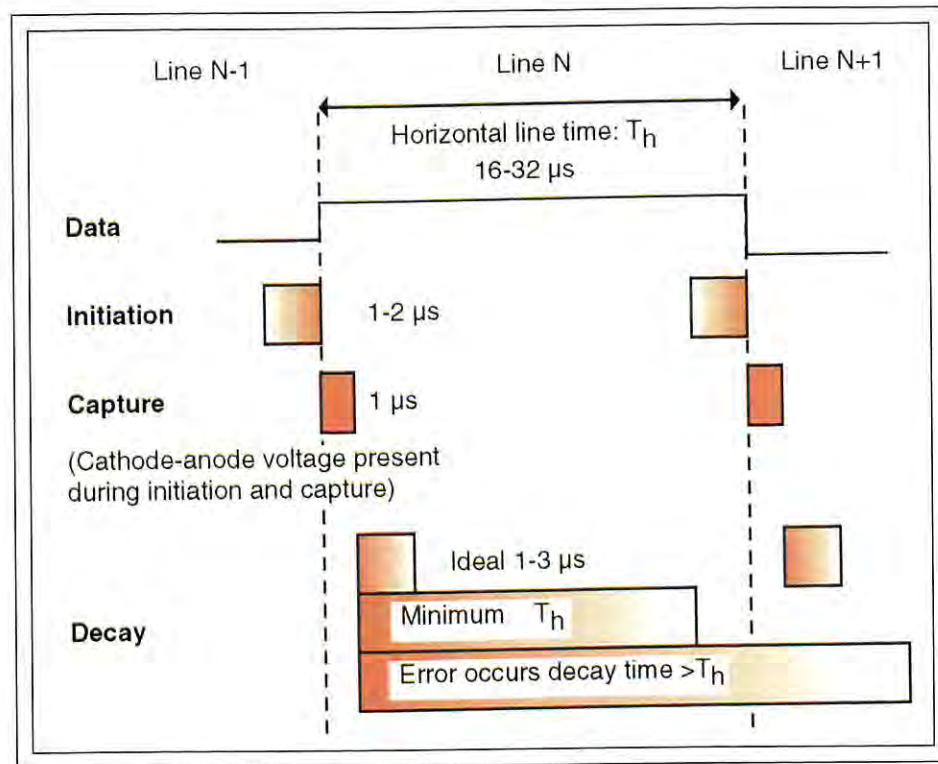 Line N-1
Line N
Line N+1
Horizontal line time: Th
16-32 µs
Data
Initiation
1-2 µs
Capture
1 µs
(Cathode-anode voltage present
during initiation and capture)
Ideal 1-3 µs
Decay
Minimum Th
Error occurs decay time >Th